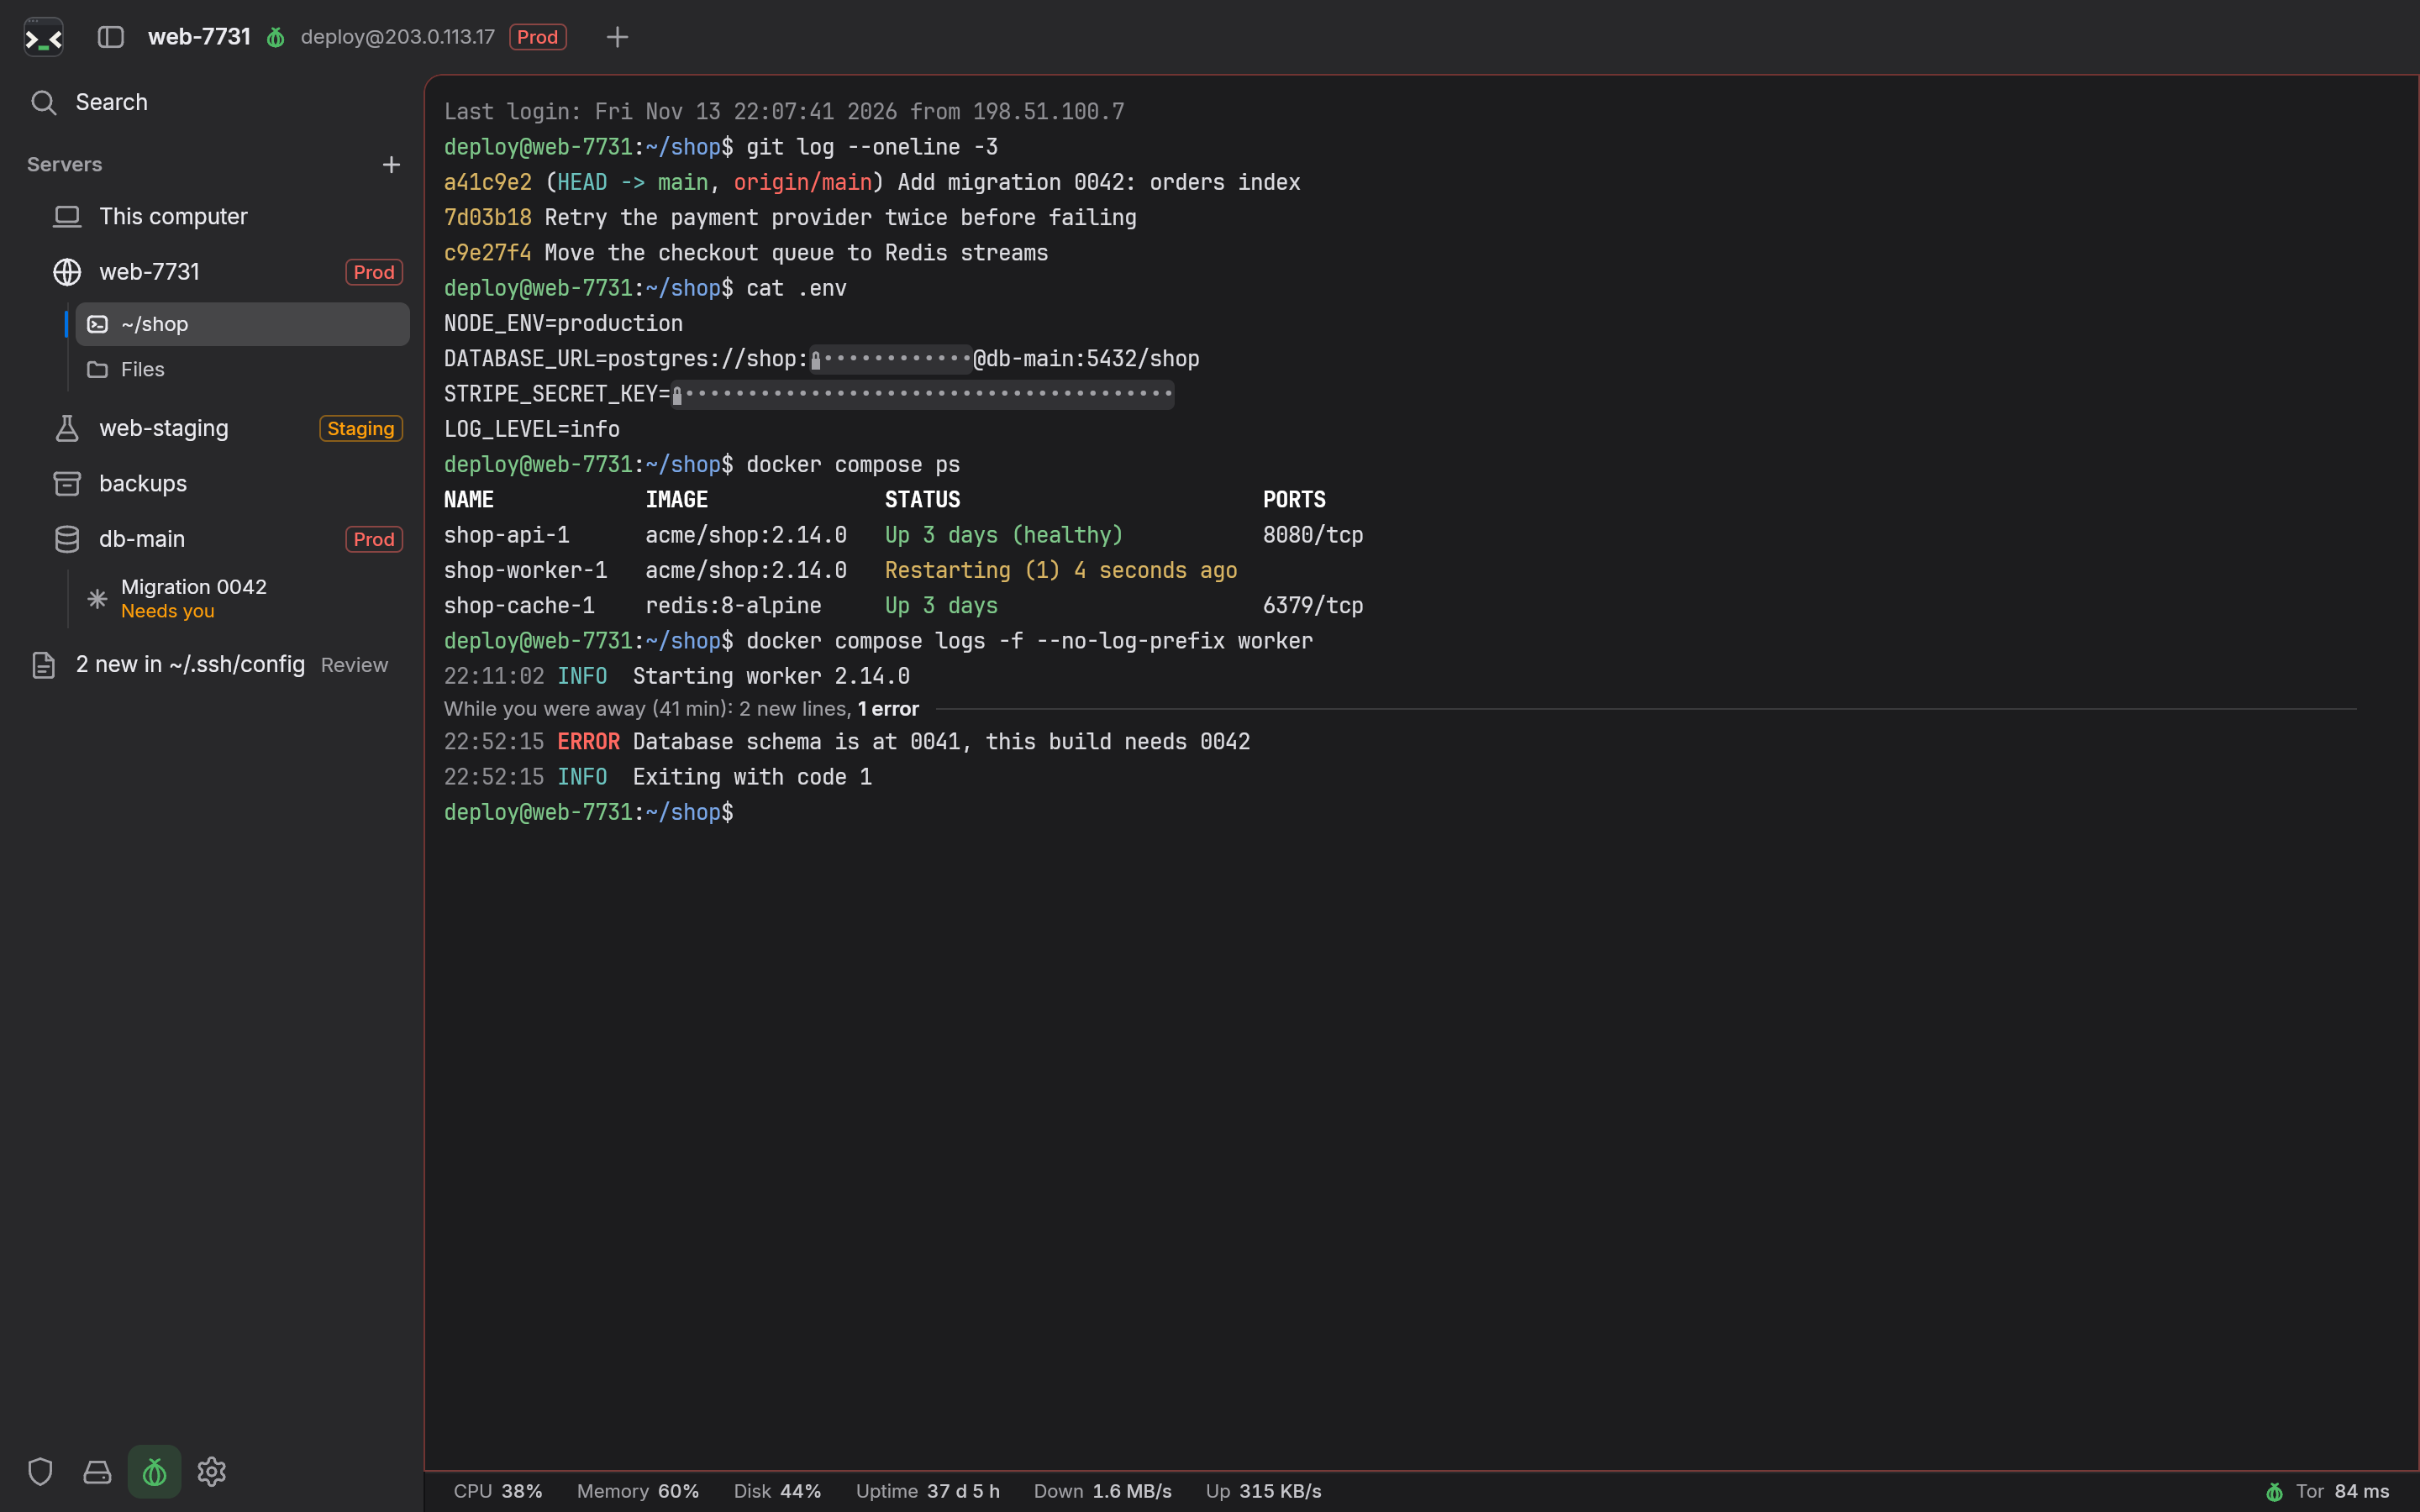 web-7731 deploy@203.0.113.17 Prod
Search
Servers
This computer
web-7731 Prod
~/shop
Files
web-staging Staging
backups
db-main Prod
Migration 0042
Needs you
2 new in ~/.ssh/config Review
Last login: Fri Nov 13 22:07:41 2026 from 198.51.100.7
deploy@web-7731:~/shop$ git log --oneline -3
a41c9e2 (HEAD -> main, origin/main) Add migration 0042: orders index
7d03b18 Retry the payment provider twice before failing
c9e27f4 Move the checkout queue to Redis streams
deploy@web-7731:~/shop$ cat .env
NODE_ENV=production
DATABASE_URL=postgres://shop:••••••••••••@db-main:5432/shop
STRIPE_SECRET_KEY=•••••••••••••••••••••••••••••••••••••••
LOG_LEVEL=info
deploy@web-7731:~/shop$ docker compose ps
NAME IMAGE STATUS PORTS
shop-api-1 acme/shop:2.14.0 Up 3 days (healthy) 8080/tcp
shop-worker-1 acme/shop:2.14.0 Restarting (1) 4 seconds ago
shop-cache-1 redis:8-alpine Up 3 days 6379/tcp
deploy@web-7731:~/shop$ docker compose logs -f --no-log-prefix worker
22:11:02 INFO Starting worker 2.14.0
While you were away (41 min): 2 new lines, 1 error
22:52:15 ERROR Database schema is at 0041, this build needs 0042
22:52:15 INFO Exiting with code 1
deploy@web-7731:~/shop$
CPU 38% Memory 60% Disk 44% Uptime 37 d 5 h Down 1.6 MB/s Up 315 KB/s Tor 84 ms